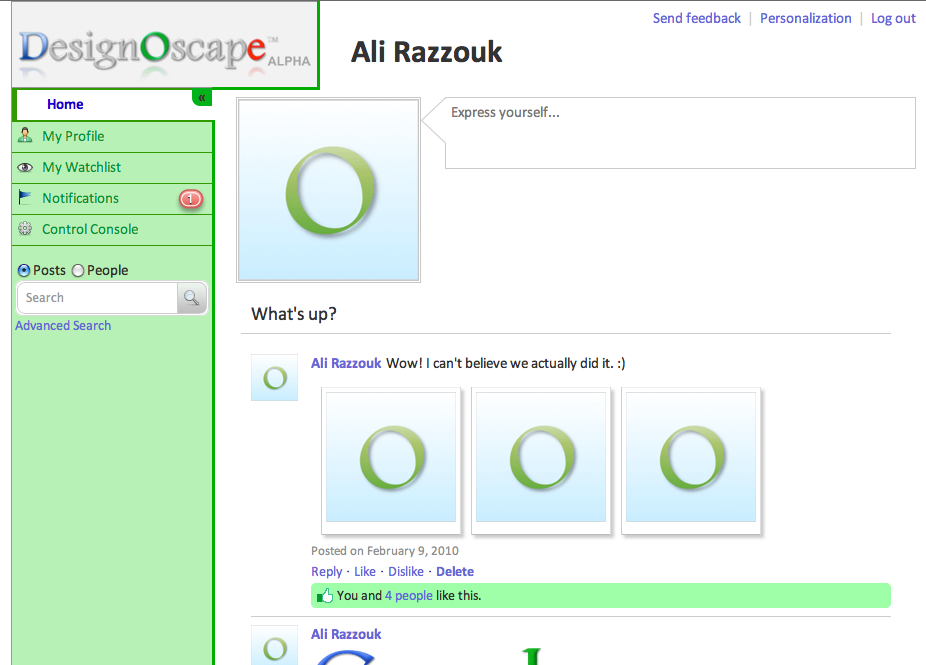 DesignOscape™ ALPHA
Send feedback | Personalization | Log out
Ali Razzouk
«
Home
My Profile
My Watchlist
Notifications 1
Control Console
Posts People
Search
Advanced Search
Express yourself...
What's up?
Ali Razzouk Wow! I can't believe we actually did it. :)
Posted on February 9, 2010
Reply · Like · Dislike · Delete
You and 4 people like this.
Ali Razzouk